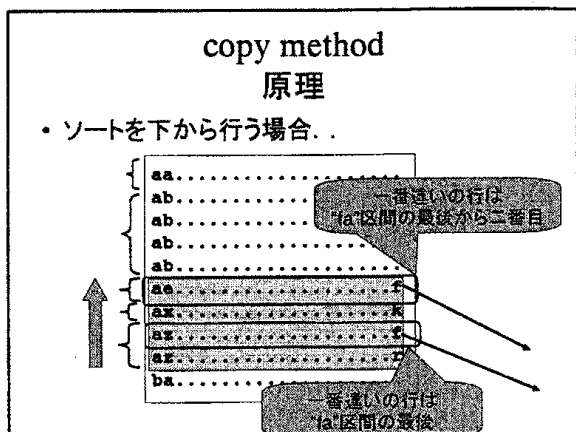 copy method
原理
• ソートを下から行う場合..
aa......................
ab......................
ab......................
ab......................
ab......................
ae......................f
ax......................k
az......................f
az......................r
ba......................
一番違いの行は
"fa"区間の最後から二番目
一番違いの行は
"fa"区間の最後